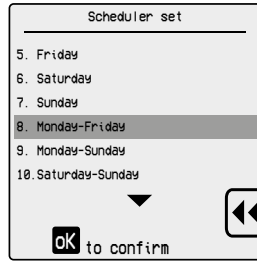 Scheduler set
5. Friday
6. Saturday
7. Sunday
8. Monday-Friday
9. Monday-Sunday
10.Saturday-Sunday
OK to confirm